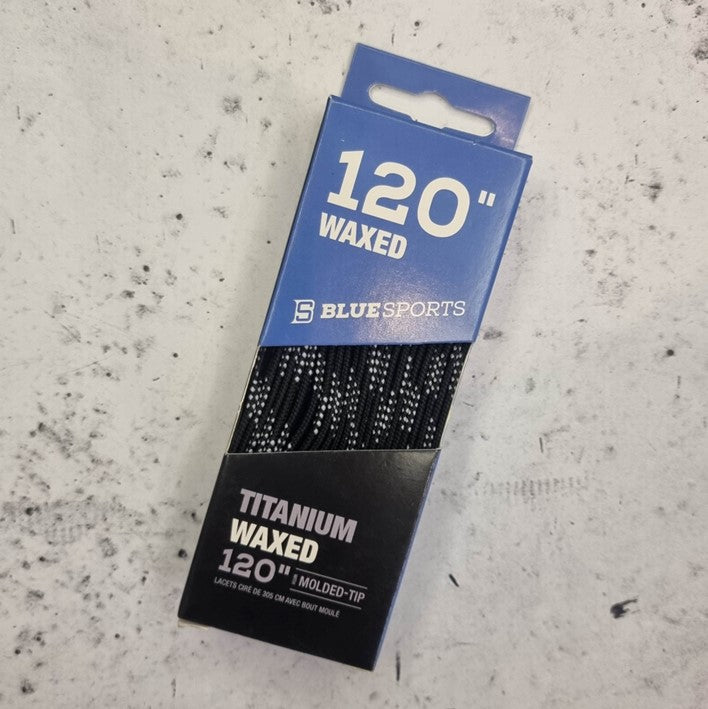 120"
WAXED
BLUESPORTS
TITANIUM
WAXED
120"
MOLDED-TIP
LACETS CIRÉ DE 305 CM AVEC BOUT MOULÉ